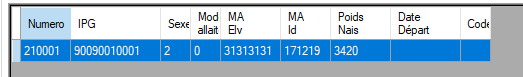 Numero IPG Sexe Mod allait MA Elv MA Id Poids Nais Date Départ Code
210001 90090010001 2 0 31313131 171219 3420